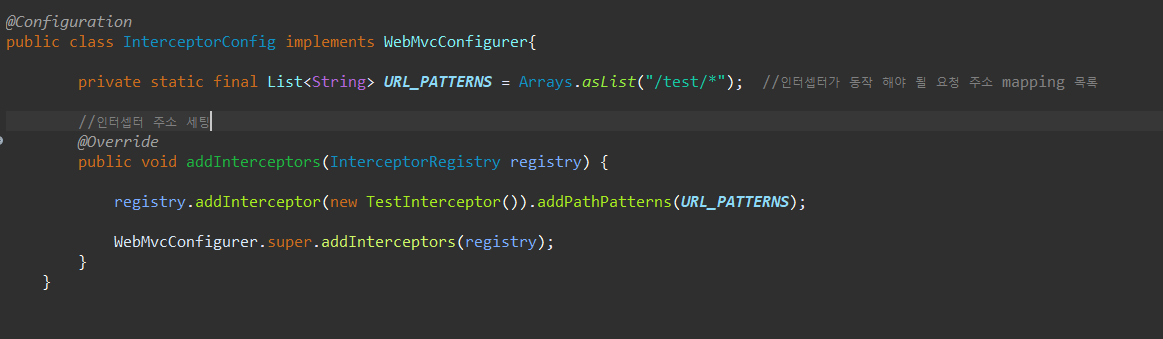 @Configuration
public class InterceptorConfig implements WebMvcConfigurer{
private static final List<String> URL_PATTERNS = Arrays.asList("/test/*");  //인터셉터가 동작 해야 될 요청 주소 mapping 목록
//인터셉터 주소 세팅
@Override
public void addInterceptors(InterceptorRegistry registry) {
registry.addInterceptor(new TestInterceptor()).addPathPatterns(URL_PATTERNS);
WebMvcConfigurer.super.addInterceptors(registry);
}
}